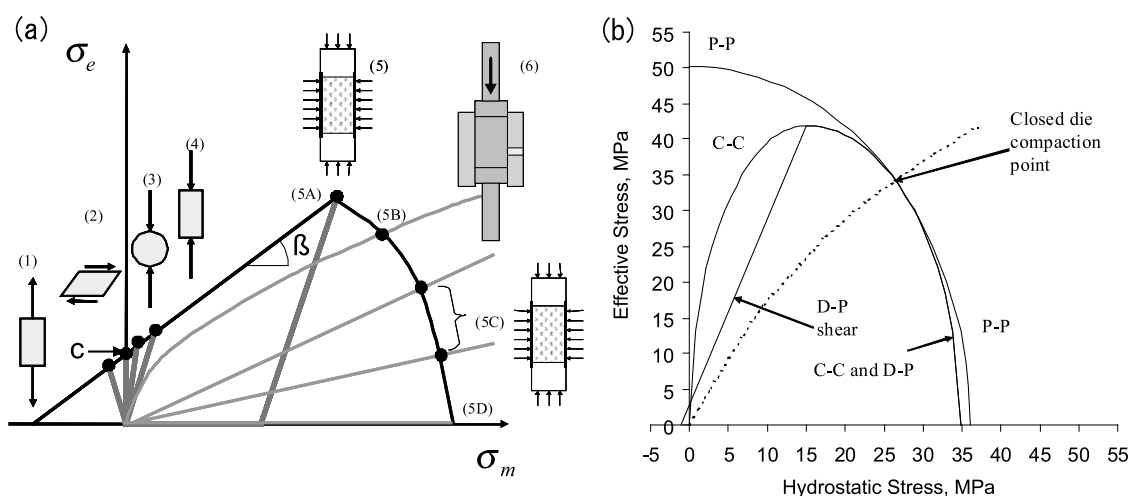 (a)
σe
(1)
(2)
(3)
(4)
(5)
(6)
(5A)
(5B)
ß
C
(5C)
(5D)
σm
(b)
Effective Stress, MPa
55
50
45
40
35
30
25
20
15
10
5
0
P-P
C-C
Closed die
compaction
point
D-P
shear
P-P
C-C and D-P
-5 0 5 10 15 20 25 30 35 40 45 50 55
Hydrostatic Stress, MPa